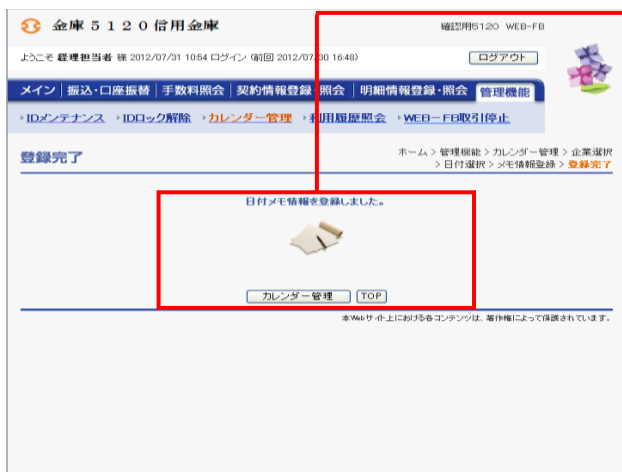 金庫５１２０信用金庫
確認用5120 WEB-FB
ようこそ 経理担当者 様 2012/07/31 10:54 ログイン (前回 2012/07/30 16:48)
ログアウト
メイン 振込・口座振替 手数料照会 契約情報登録・照会 明細情報登録・照会 管理機能
IDメンテナンス IDロック解除 カレンダー管理 利用履歴照会 WEB－FB取引停止
登録完了
ホーム > 管理機能 > カレンダー管理 > 企業選択
> 日付選択 > メモ情報登録 > 登録完了
日付メモ情報を登録しました。
カレンダー管理 TOP
本Webサイト上における各コンテンツは、著作権によって保護されています。